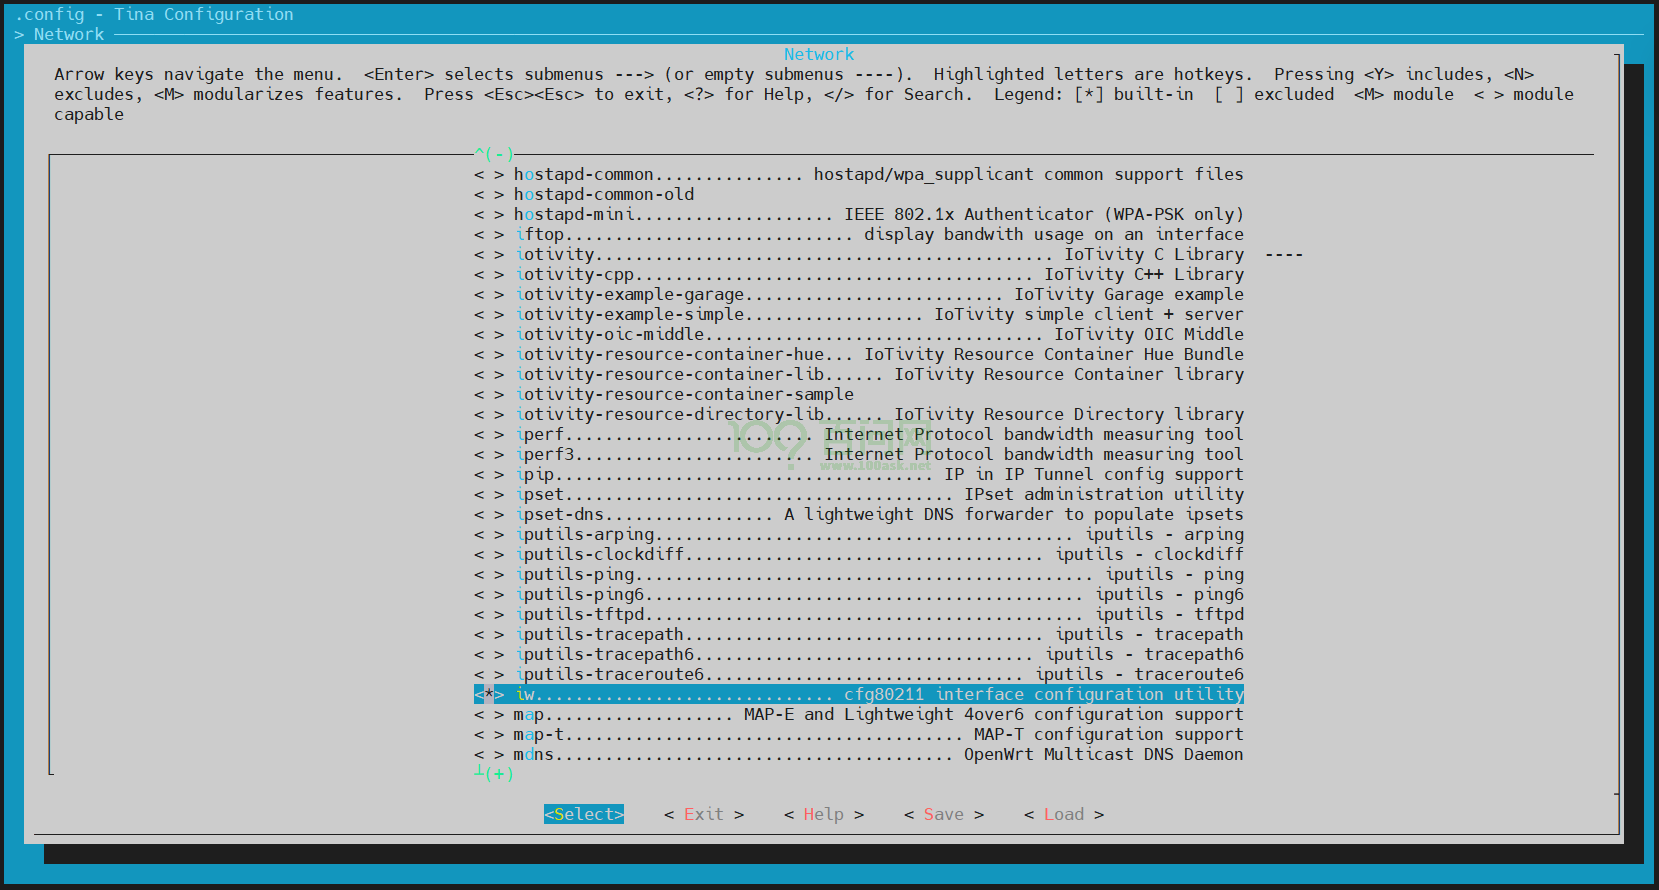 .config - Tina Configuration
> Network
Network
Arrow keys navigate the menu.  <Enter> selects submenus ---> (or empty submenus ----).  Highlighted letters are hotkeys.  Pressing <Y> includes, <N>
excludes, <M> modularizes features.  Press <Esc><Esc> to exit, <?> for Help, </> for Search.  Legend: [*] built-in  [ ] excluded  <M> module  < > module
capable
^(-)
< > hostapd-common............... hostapd/wpa_supplicant common support files
< > hostapd-common-old
< > hostapd-mini.................... IEEE 802.1x Authenticator (WPA-PSK only)
< > iftop............................. display bandwith usage on an interface
< > iotivity.............................................. IoTivity C Library  ----
< > iotivity-cpp........................................ IoTivity C++ Library
< > iotivity-example-garage.......................... IoTivity Garage example
< > iotivity-example-simple.................. IoTivity simple client + server
< > iotivity-oic-middle.................................. IoTivity OIC Middle
< > iotivity-resource-container-hue... IoTivity Resource Container Hue Bundle
< > iotivity-resource-container-lib...... IoTivity Resource Container library
< > iotivity-resource-container-sample
< > iotivity-resource-directory-lib...... IoTivity Resource Directory library
< > iperf......................... Internet Protocol bandwidth measuring tool
< > iperf3........................ Internet Protocol bandwidth measuring tool
< > ipip...................................... IP in IP Tunnel config support
< > ipset....................................... IPset administration utility
< > ipset-dns................. A lightweight DNS forwarder to populate ipsets
< > iputils-arping.......................................... iputils - arping
< > iputils-clockdiff.................................... iputils - clockdiff
< > iputils-ping.............................................. iputils - ping
< > iputils-ping6............................................ iputils - ping6
< > iputils-tftpd............................................ iputils - tftpd
< > iputils-tracepath.................................... iputils - tracepath
< > iputils-tracepath6.................................. iputils - tracepath6
< > iputils-traceroute6................................ iputils - traceroute6
<*> iw.............................. cfg80211 interface configuration utility
< > map................... MAP-E and Lightweight 4over6 configuration support
< > map-t........................................ MAP-T configuration support
< > mdns........................................ OpenWrt Multicast DNS Daemon
┴(+)
<Select>    < Exit >    < Help >    < Save >    < Load >
100? 百问网
www.100ask.net